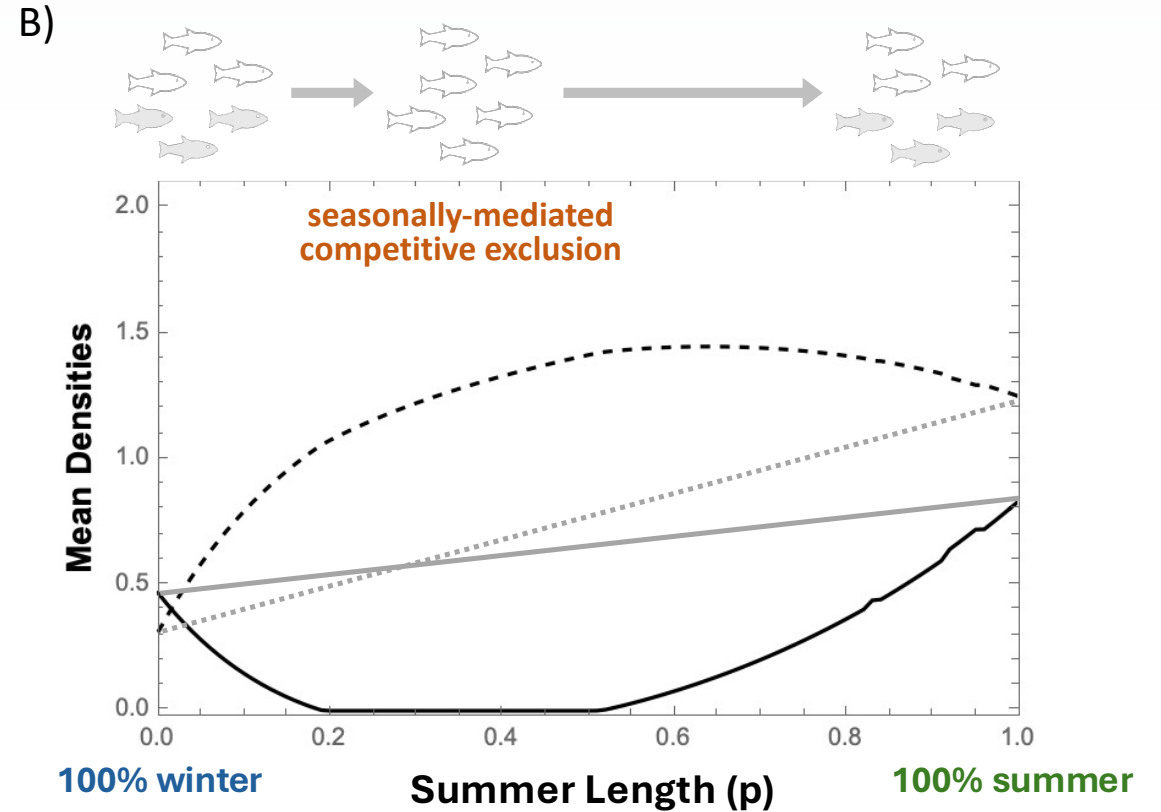 B)
seasonally-mediated
competitive exclusion
Mean Densities
2.0
1.5
1.0
0.5
0.0
0.0 0.2 0.4 0.6 0.8 1.0
100% winter Summer Length (p) 100% summer